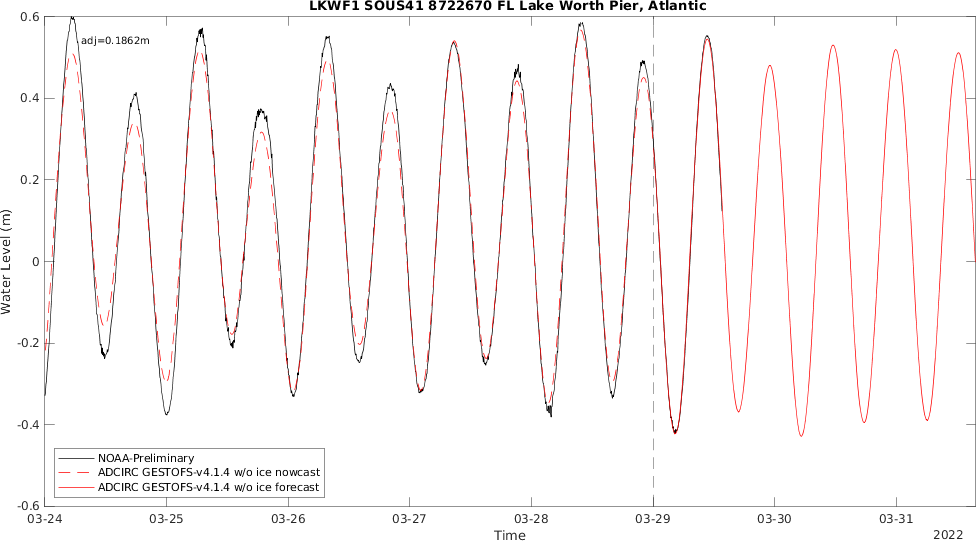 LKWF1 SOUS41 8722670 FL Lake Worth Pier, Atlantic
adj=0.1862m
0.6
0.4
0.2
0
-0.2
-0.4
-0.6
Water Level (m)
NOAA-Preliminary
ADCIRC GESTOFS-v4.1.4 w/o ice nowcast
ADCIRC GESTOFS-v4.1.4 w/o ice forecast
03-24 03-25 03-26 03-27 03-28 03-29 03-30 03-31
Time
2022